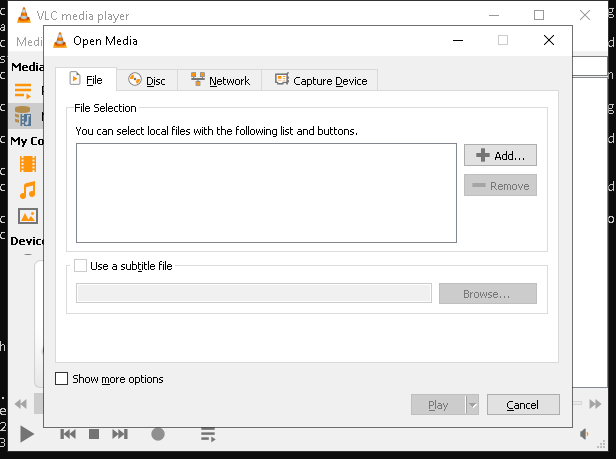 VLC media player
Medi
Open Media
File
Disc
Network
Capture Device
File Selection
You can select local files with the following list and buttons.
Add...
Remove
Use a subtitle file
Browse...
Show more options
Play
Cancel
Media
My Co
Device